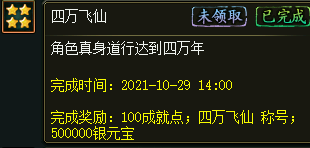 四万飞仙 未领取 已完成
角色真身道行达到四万年
完成时间：2021-10-29 14:00
完成奖励：100成就点；四万飞仙 称号；
500000银元宝